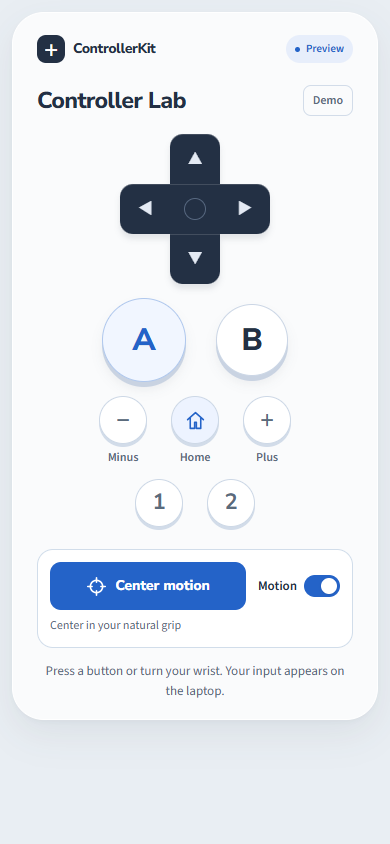 ControllerKit
Preview
Controller Lab
Demo
A
B
Minus
Home
Plus
1
2
Center motion
Motion
Center in your natural grip
Press a button or turn your wrist. Your input appears on
the laptop.